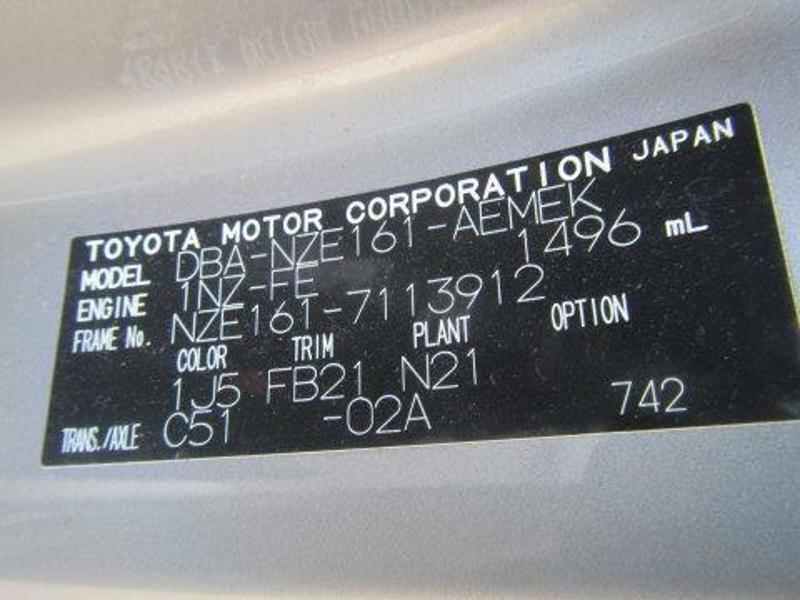 TOYOTA MOTOR CORPORATION JAPAN
MODEL DBA-NZE161-AEMEK
ENGINE 1NZ-FE 1496 mL
FRAME No. NZE161-7113912
COLOR TRIM PLANT OPTION
1J5 FB21 N21
TRANS./AXLE C51 -02A 742